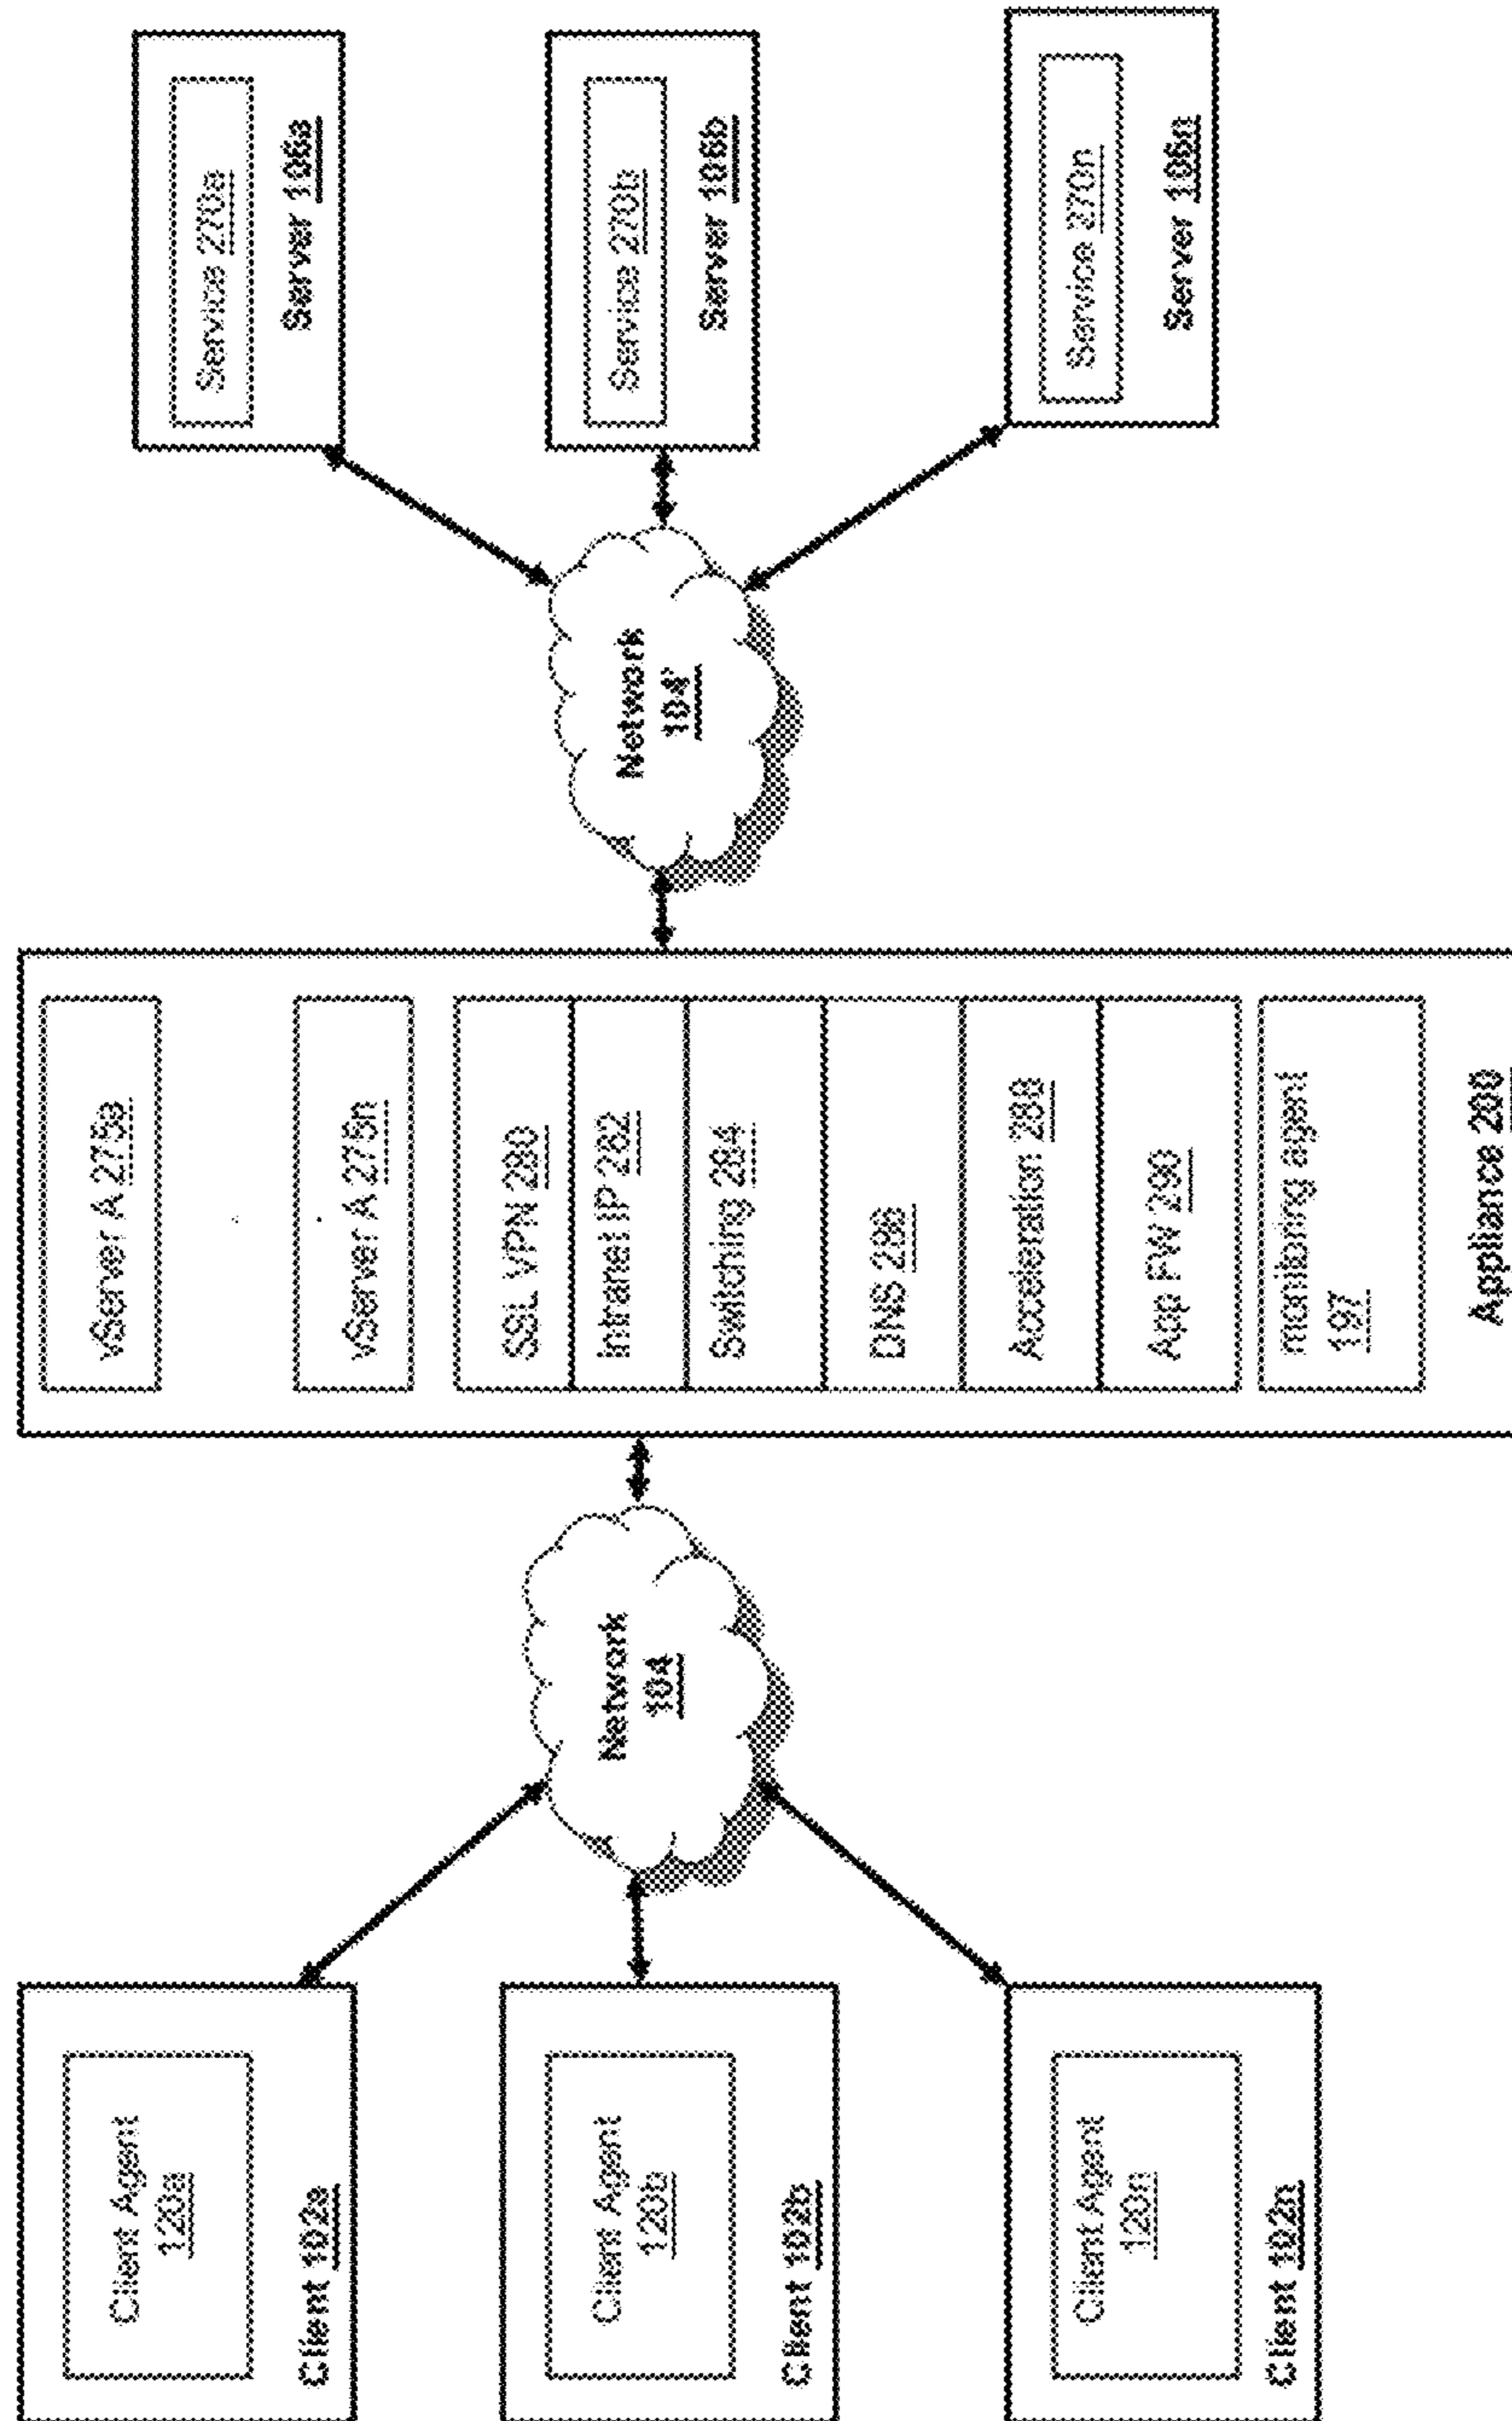 Client Agent
120a
Client 102a
Client Agent
120b
Client 102b
Client Agent
120n
Client 102n
Network
104
vServer A 275a
vServer A 275n
SSL VPN 280
Intranet IP 282
Switching 284
DNS 286
Acceleration 288
App FW 290
monitoring agent
197
Appliance 200
Network
104'
Service 270a
Server 106a
Service 270b
Server 106b
Service 270n
Server 106n